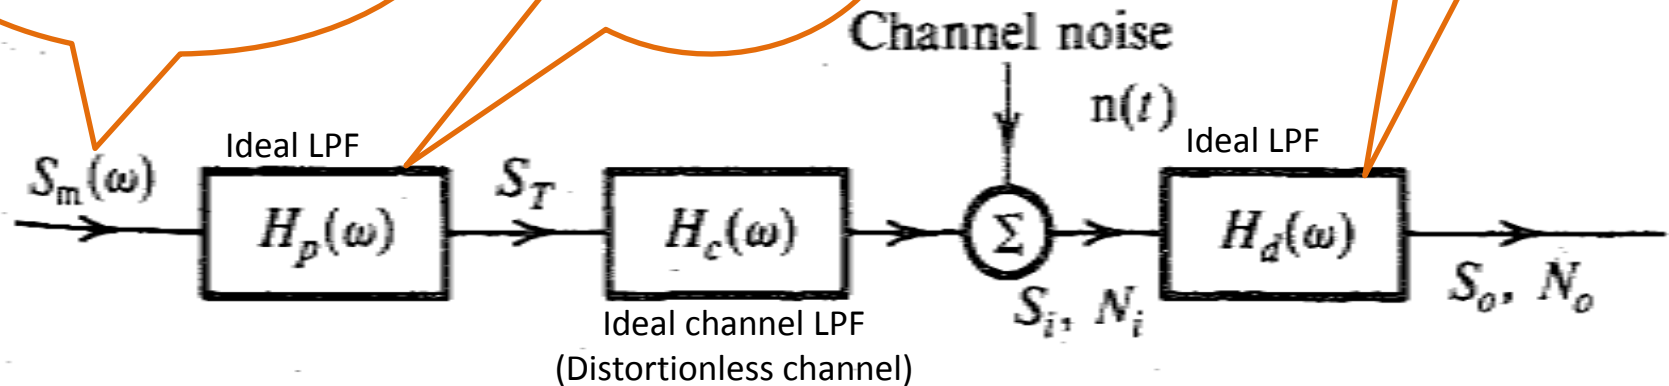 Channel noise
n(t)
Ideal LPF
Ideal LPF
S_m(ω)
S_T
H_p(ω)
H_c(ω)
Σ
H_d(ω)
S_i, N_i
S_o, N_o
Ideal channel LPF
(Distortionless channel)